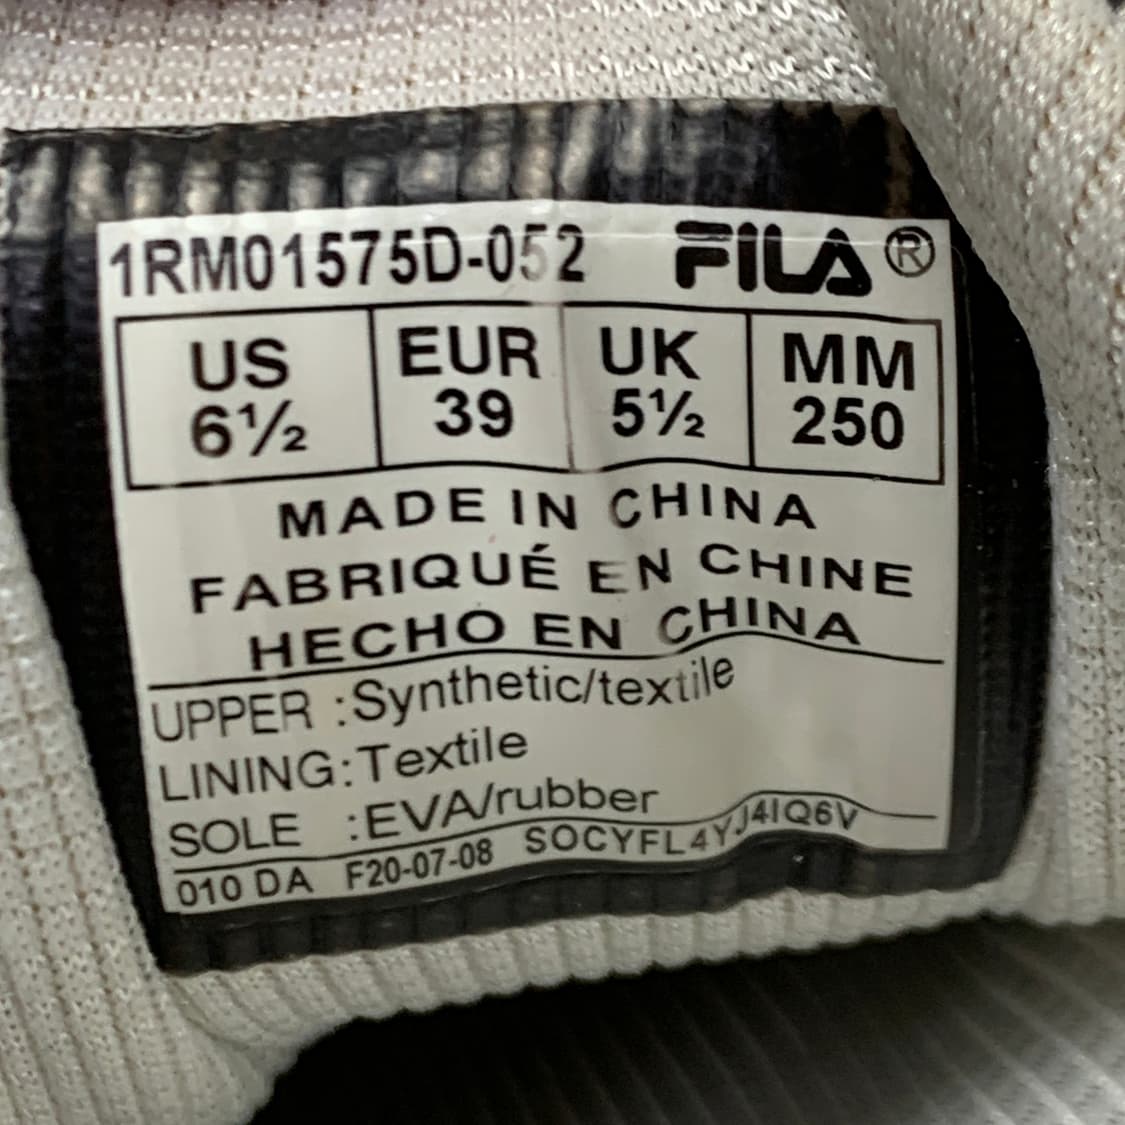 1RM01575D-052 FILA ®
US EUR UK MM
6½ 39 5½ 250
MADE IN CHINA
FABRIQUÉ EN CHINE
HECHO EN CHINA
UPPER :Synthetic/textile
LINING:Textile
SOLE :EVA/rubber
010 DA F20-07-08 SOCYFL4YJ4IQ6V